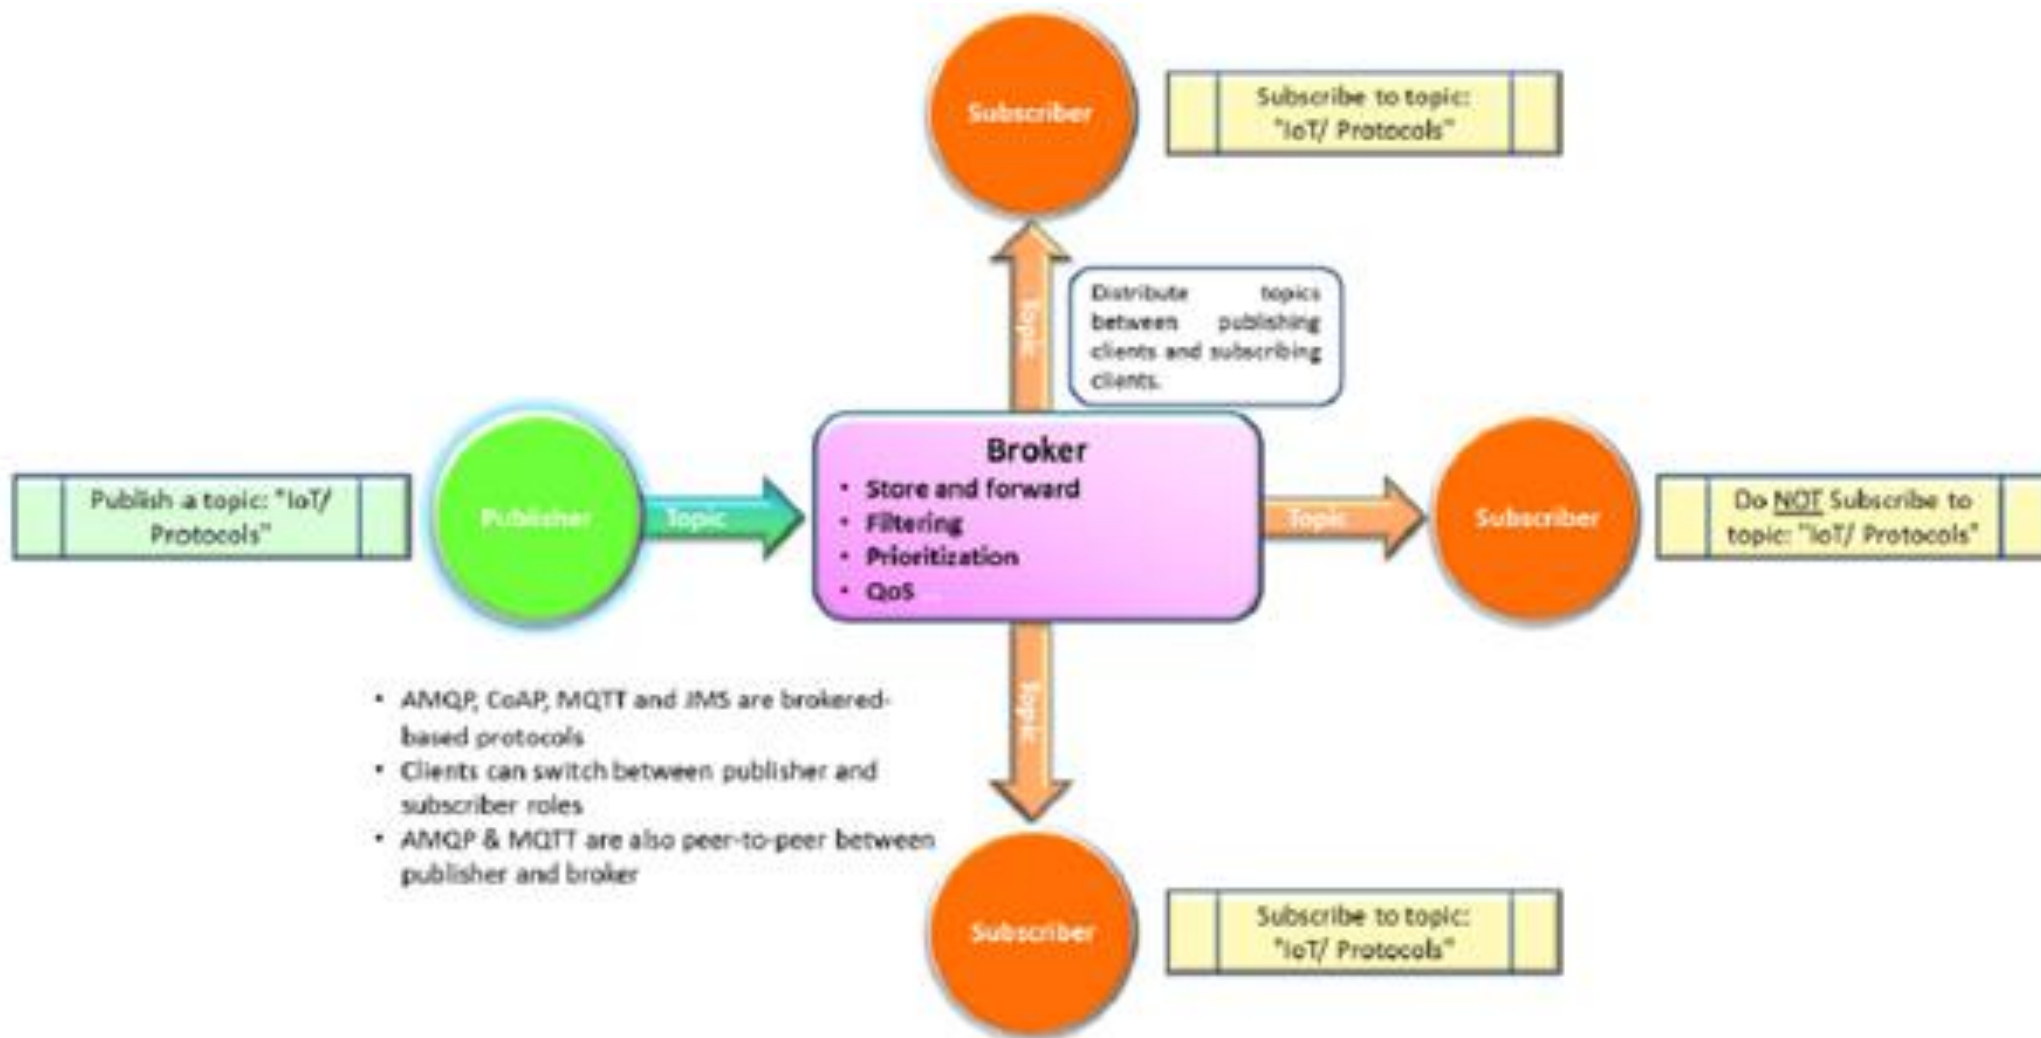 Subscriber
Subscribe to topic:
"IoT/ Protocols"
Topic
Distribute topics
between publishing
clients and subscribing
clients.
Publish a topic: "IoT/
Protocols"
Publisher
Topic
Broker
• Store and forward
• Filtering
• Prioritization
• QoS
Topic
Subscriber
Do NOT Subscribe to
topic: "IoT/ Protocols"
Topic
• AMQP, CoAP, MQTT and JMS are brokered-
based protocols
• Clients can switch between publisher and
subscriber roles
• AMQP & MQTT are also peer-to-peer between
publisher and broker
Subscriber
Subscribe to topic:
"IoT/ Protocols"